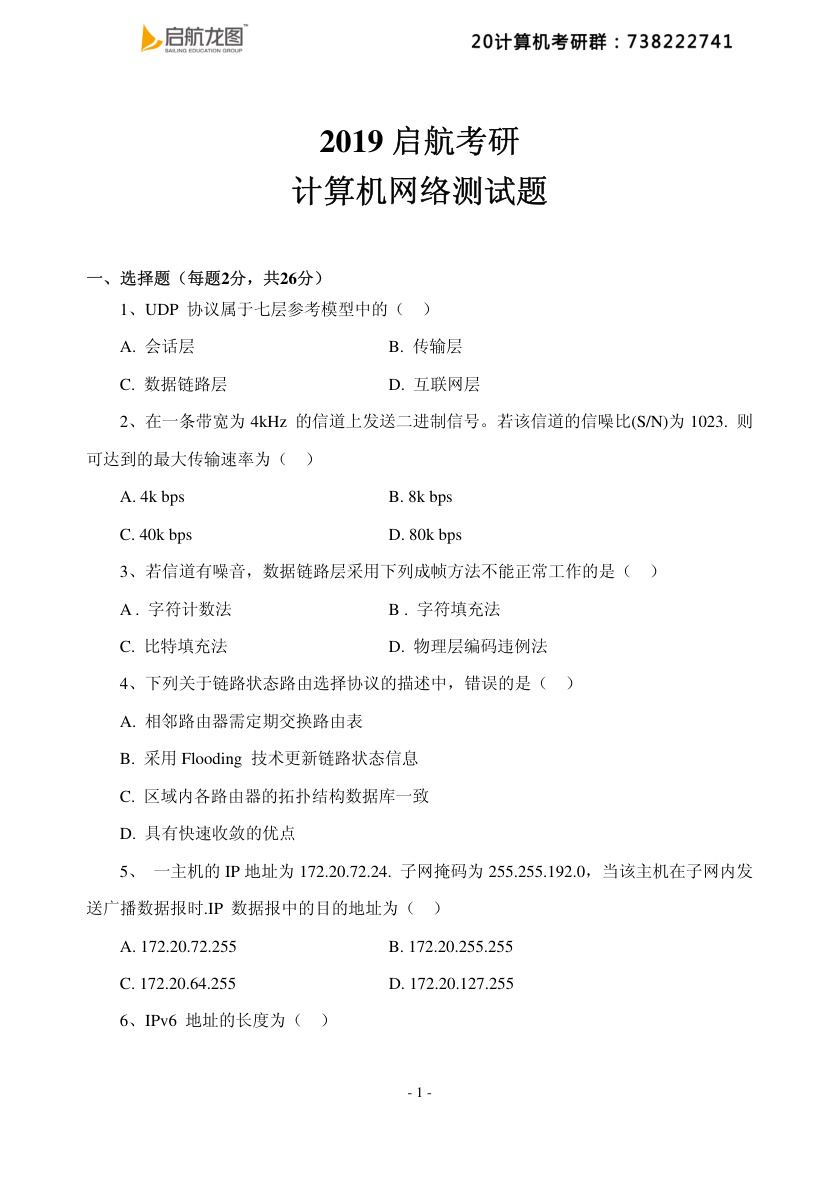 启航龙图™
SAILING EDUCATION GROUP
20计算机考研群：738222741
2019 启航考研
计算机网络测试题
一、选择题（每题2分，共26分）
1、UDP 协议属于七层参考模型中的（ ）
A. 会话层 B. 传输层
C. 数据链路层 D. 互联网层
2、在一条带宽为 4kHz 的信道上发送二进制信号。若该信道的信噪比(S/N)为 1023. 则
可达到的最大传输速率为（ ）
A. 4k bps B. 8k bps
C. 40k bps D. 80k bps
3、若信道有噪音，数据链路层采用下列成帧方法不能正常工作的是（ ）
A . 字符计数法 B . 字符填充法
C. 比特填充法 D. 物理层编码违例法
4、下列关于链路状态路由选择协议的描述中，错误的是（ ）
A. 相邻路由器需定期交换路由表
B. 采用 Flooding 技术更新链路状态信息
C. 区域内各路由器的拓扑结构数据库一致
D. 具有快速收敛的优点
5、 一主机的 IP 地址为 172.20.72.24. 子网掩码为 255.255.192.0，当该主机在子网内发
送广播数据报时.IP 数据报中的目的地址为（ ）
A. 172.20.72.255 B. 172.20.255.255
C. 172.20.64.255 D. 172.20.127.255
6、IPv6 地址的长度为（ ）
- 1 -